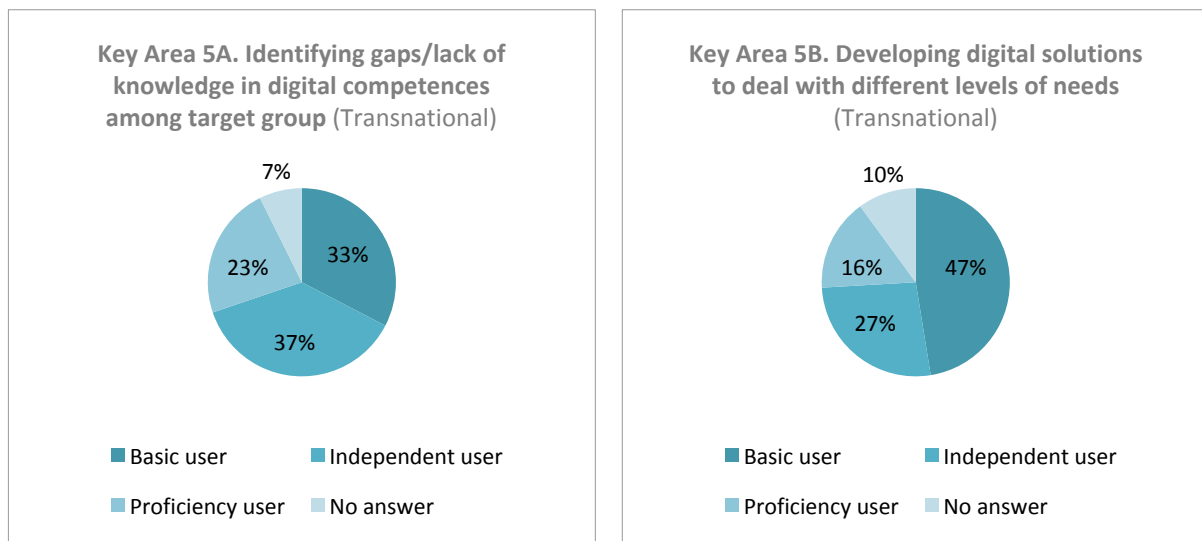 Key Area 5A. Identifying gaps/lack of
knowledge in digital competences
among target group (Transnational)
7%
33%
23%
37%
Basic user
Independent user
Proficiency user
No answer
Key Area 5B. Developing digital solutions
to deal with different levels of needs
(Transnational)
10%
47%
16%
27%
Basic user
Independent user
Proficiency user
No answer